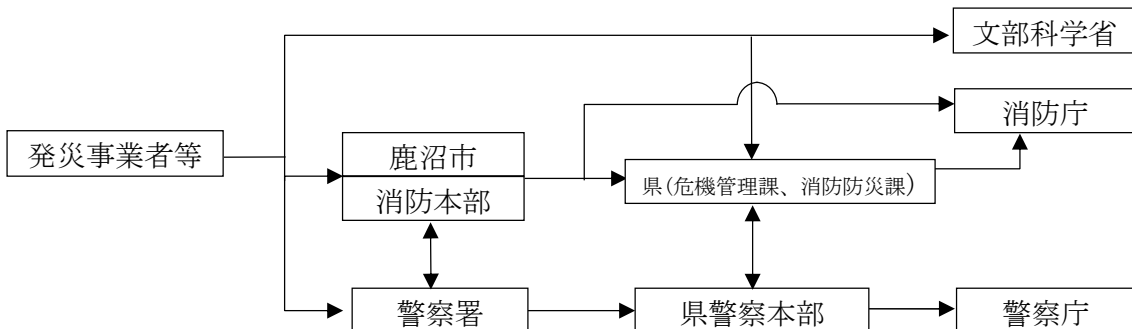 文部科学省
消防庁
発災事業者等
鹿沼市
消防本部
県(危機管理課、消防防災課)
警察署
県警察本部
警察庁